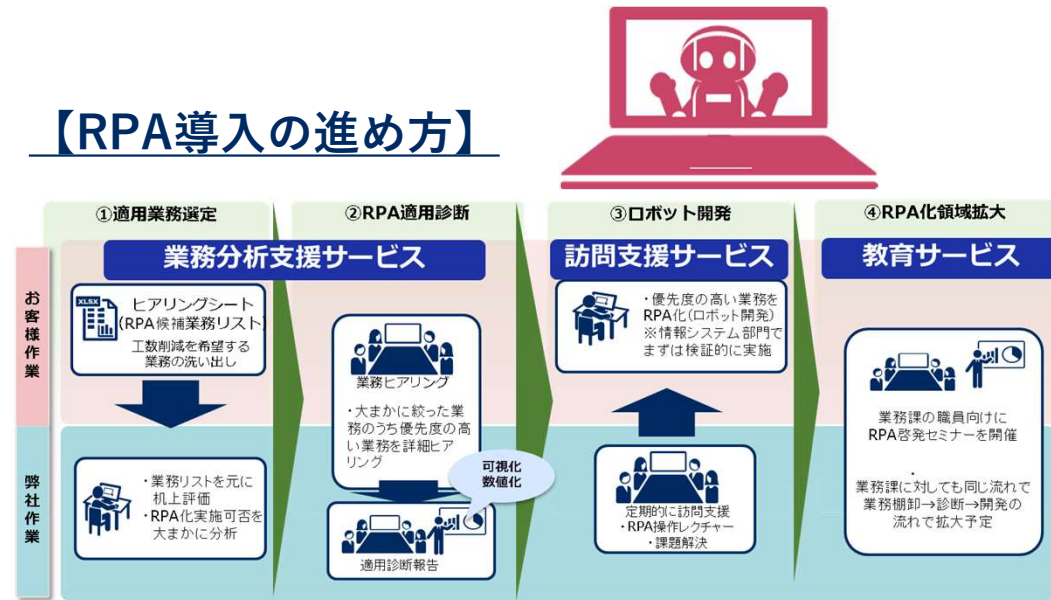 【RPA導入の進め方】
①適用業務選定
②RPA適用診断
③ロボット開発
④RPA化領域拡大
業務分析支援サービス
訪問支援サービス
教育サービス
お客様作業
弊社作業
XLSX
ヒアリングシート
(RPA候補業務リスト)
工数削減を希望する
業務の洗い出し
・業務リストを元に
机上評価
・RPA化実施可否を
大まかに分析
業務ヒアリング
・大まかに絞った業
務のうち優先度の高
い業務を詳細ヒア
リング
可視化
数値化
適用診断報告
・優先度の高い業務を
RPA化(ロボット開発)
※情報システム部門で
まずは検証的に実施
定期的に訪問支援
・RPA操作レクチャー
・課題解決
業務課の職員向けに
RPA啓発セミナーを開催
・
業務課に対しても同じ流れで
業務棚卸→診断→開発の
流れで拡大予定